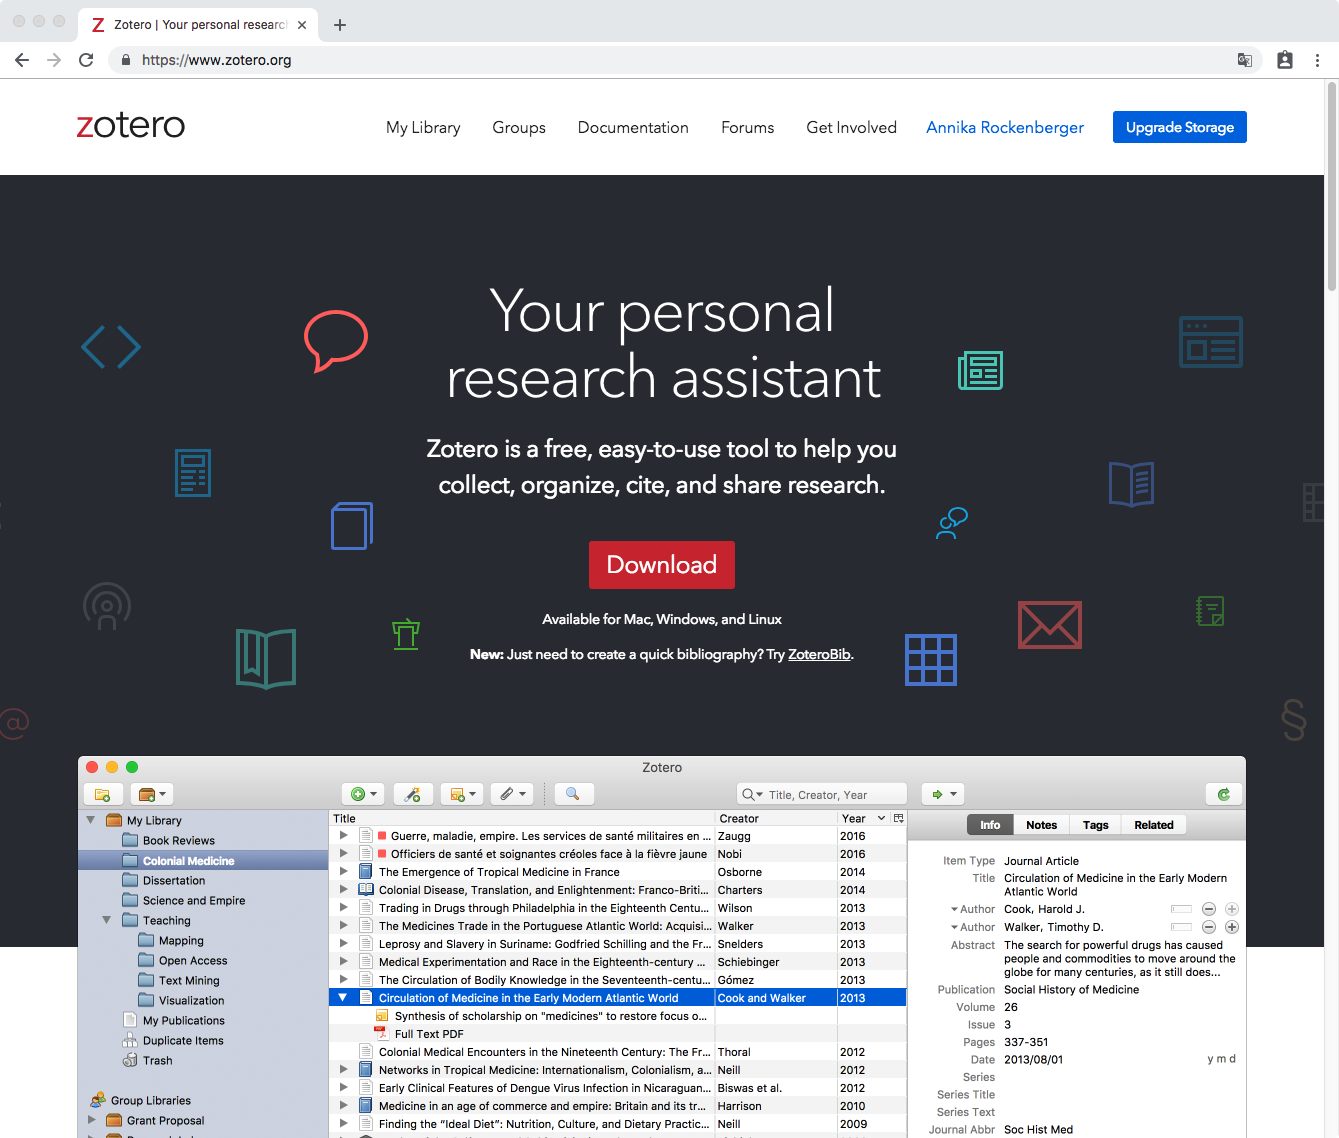 Zotero | Your personal researc
https://www.zotero.org
zotero
My Library
Groups
Documentation
Forums
Get Involved
Annika Rockenberger
Upgrade Storage
Your personal
research assistant
Zotero is a free, easy-to-use tool to help you
collect, organize, cite, and share research.
Download
Available for Mac, Windows, and Linux
New: Just need to create a quick bibliography? Try ZoteroBib.
Zotero
Title, Creator, Year
My Library
Book Reviews
Colonial Medicine
Dissertation
Science and Empire
Teaching
Mapping
Open Access
Text Mining
Visualization
My Publications
Duplicate Items
Trash
Group Libraries
Grant Proposal
Title Creator Year
Guerre, maladie, empire. Les services de santé militaires en ... Zaugg 2016
Officiers de santé et soignantes créoles face à la fièvre jaune Nobi 2016
The Emergence of Tropical Medicine in France Osborne 2014
Colonial Disease, Translation, and Enlightenment: Franco-Briti... Charters 2014
Trading in Drugs through Philadelphia in the Eighteenth Centu... Wilson 2013
The Medicines Trade in the Portuguese Atlantic World: Acquisi... Walker 2013
Leprosy and Slavery in Suriname: Godfried Schilling and the Fr... Snelders 2013
Medical Experimentation and Race in the Eighteenth-century ... Schiebinger 2013
The Circulation of Bodily Knowledge in the Seventeenth-centu... Gómez 2013
Circulation of Medicine in the Early Modern Atlantic World Cook and Walker 2013
Synthesis of scholarship on "medicines" to restore focus o...
Full Text PDF
Colonial Medical Encounters in the Nineteenth Century: The Fr... Thoral 2012
Networks in Tropical Medicine: Internationalism, Colonialism, a... Neill 2012
Early Clinical Features of Dengue Virus Infection in Nicaraguan... Biswas et al. 2012
Medicine in an age of commerce and empire: Britain and its tr... Harrison 2010
Finding the “Ideal Diet”: Nutrition, Culture, and Dietary Practic... Neill 2009
Info Notes Tags Related
Item Type Journal Article
Title Circulation of Medicine in the Early Modern
Atlantic World
Author Cook, Harold J.
Author Walker, Timothy D.
Abstract The search for powerful drugs has caused
people and commodities to move around the
globe for many centuries, as it still does...
Publication Social History of Medicine
Volume 26
Issue 3
Pages 337-351
Date 2013/08/01 y m d
Series
Series Title
Series Text
Journal Abbr Soc Hist Med